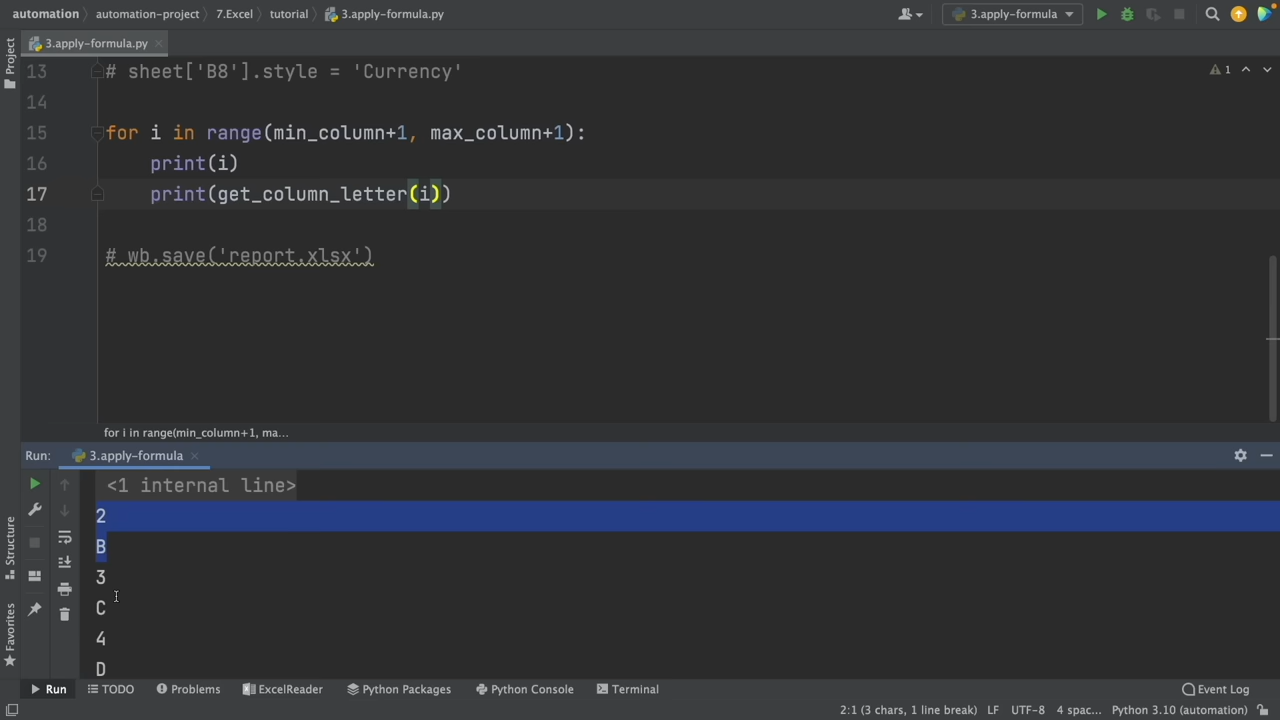 automation automation-project 7.Excel tutorial 3.apply-formula.py 3.apply-formula
Project
3.apply-formula.py
1
13 # sheet['B8'].style = 'Currency'
14
15 for i in range(min_column+1, max_column+1):
16 print(i)
17 print(get_column_letter(i))
18
19 # wb.save('report.xlsx')
for i in range(min_column+1, ma...
Run: 3.apply-formula
<1 internal line>
2
B
3
C
4
D
Structure
Favorites
Run TODO Problems ExcelReader Python Packages Python Console Terminal Event Log
2:1 (3 chars, 1 line break) LF UTF-8 4 spac... Python 3.10 (automation)